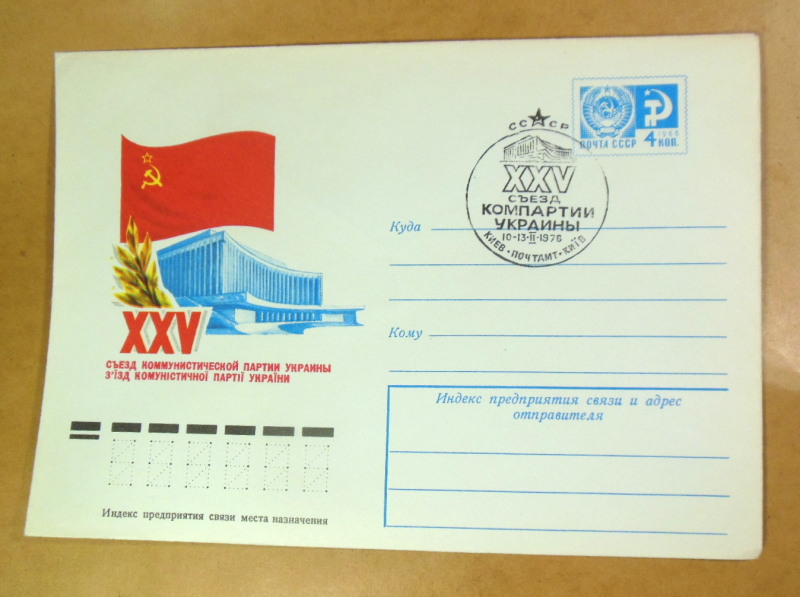 1966
ПОЧТА СССР 4 КОП.
СССР
XXV
СЪЕЗД
КОМПАРТИИ
УКРАИНЫ
10-13·II·1976
КИЕВ · ПОЧТАМТ · КИЇВ
Куда
Кому
XXV
СЪЕЗД КОММУНИСТИЧЕСКОЙ ПАРТИИ УКРАИНЫ
З'ЇЗД КОМУНІСТИЧНОЇ ПАРТІЇ УКРАЇНИ
Индекс предприятия связи и адрес
отправителя
Индекс предприятия связи места назначения